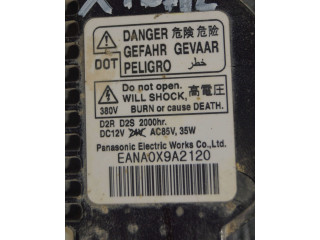 DANGER 危険 危險
GEFAHR GEVAAR
DOT PELIGRO خطر
Do not open.
WILL SHOCK, 高電圧
380V BURN or cause DEATH.
D2R D2S 2000hr.
DC12V 24V AC85V, 35W
Panasonic Electric Works Co.,Ltd.
EANA0X9A2120